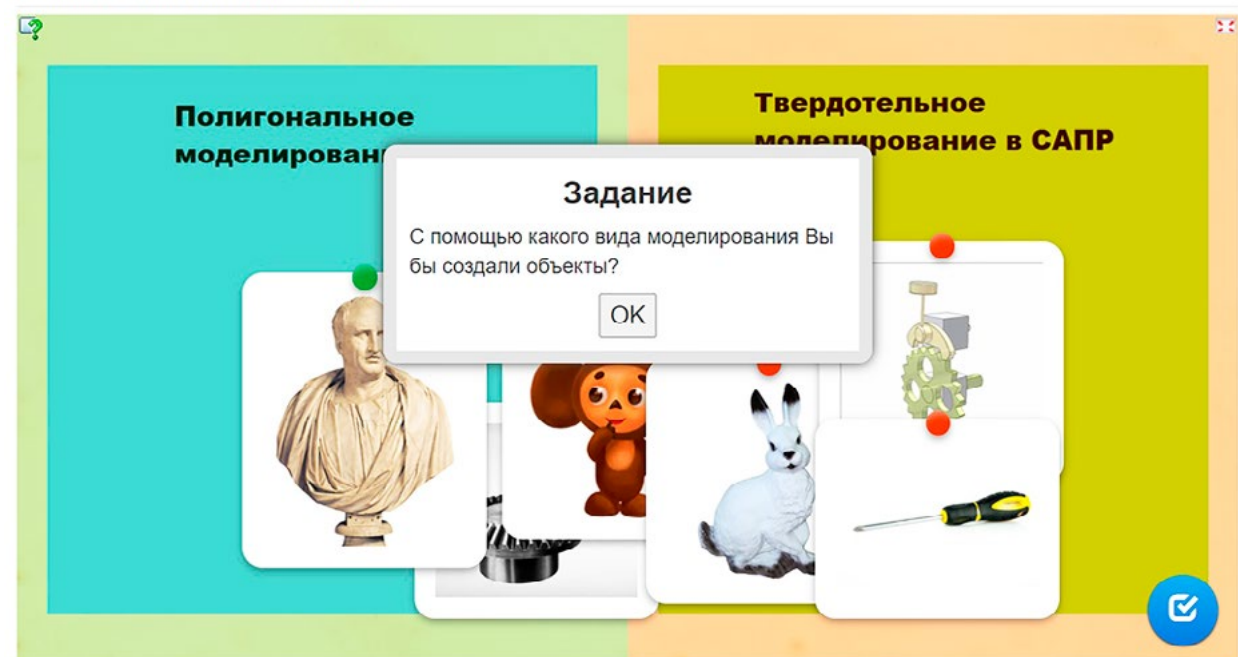 Полигональное
моделирован
Твердотельное
моделирование в САПР
Задание
С помощью какого вида моделирования Вы
бы создали объекты?
OK